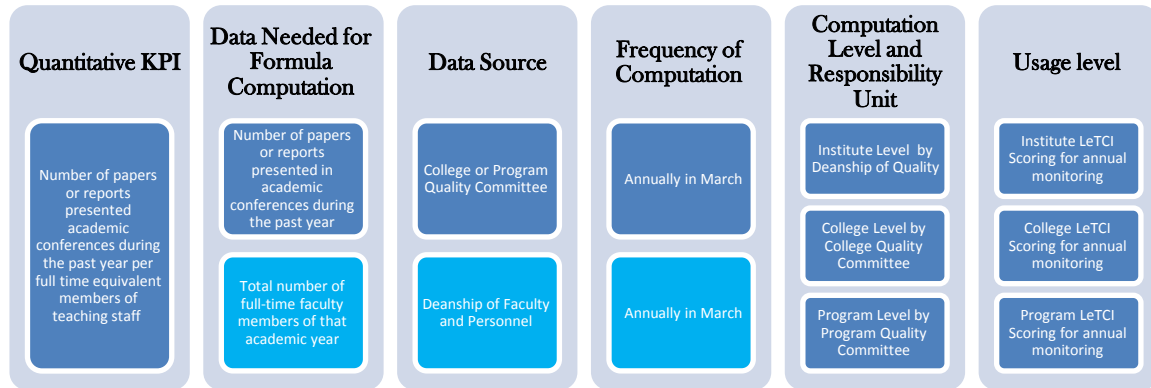 Quantitative KPI
Number of papers
or reports
presented
academic
conferences during
the past year per
full time equivalent
members of
teaching staff
Data Needed for
Formula
Computation
Number of papers
or reports
presented in
academic
conferences during
the past year
Total number of
full-time faculty
members of that
academic year
Data Source
College or Program
Quality Committee
Deanship of Faculty
and Personnel
Frequency of
Computation
Annually in March
Annually in March
Computation
Level and
Responsibility
Unit
Institute Level by
Deanship of Quality
College Level by
College Quality
Committee
Program Level by
Program Quality
Committee
Usage level
Institute LeTCI
Scoring for annual
monitoring
College LeTCI
Scoring for annual
monitoring
Program LeTCI
Scoring for annual
monitoring